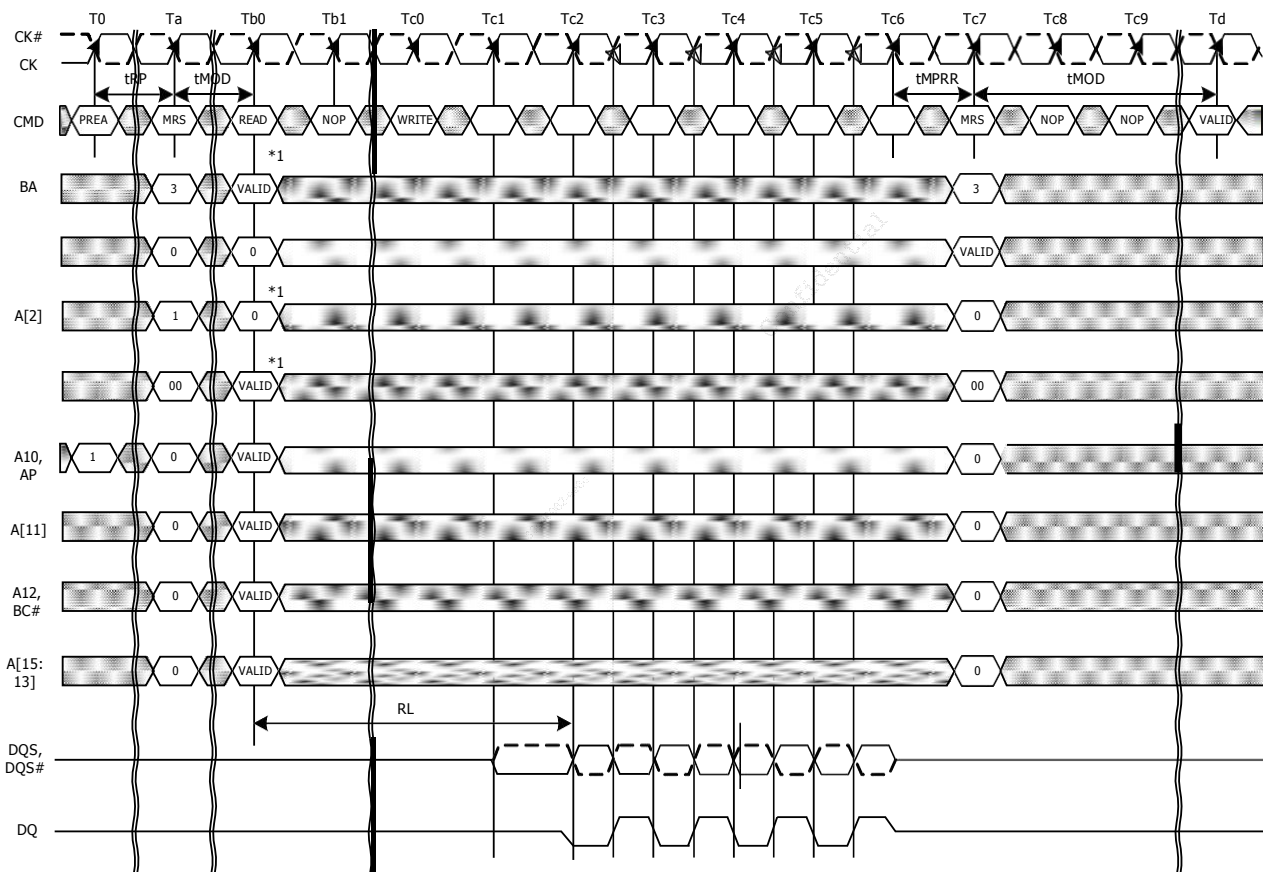 T0 Ta Tb0 Tb1 Tc0 Tc1 Tc2 Tc3 Tc4 Tc5 Tc6 Tc7 Tc8 Tc9 Td
CK#
CK
tRP tMOD tMPRR tMOD
CMD PREA MRS READ NOP WRITE MRS NOP NOP VALID
*1
BA 3 VALID 3
0 0 VALID
*1
A[2] 1 0 0
*1
00 VALID 00
A10,
AP 1 0 VALID 0
A[11] 0 VALID 0
A12,
BC# 0 VALID 0
A[15:
13] 0 VALID 0
RL
DQS,
DQS#
DQ